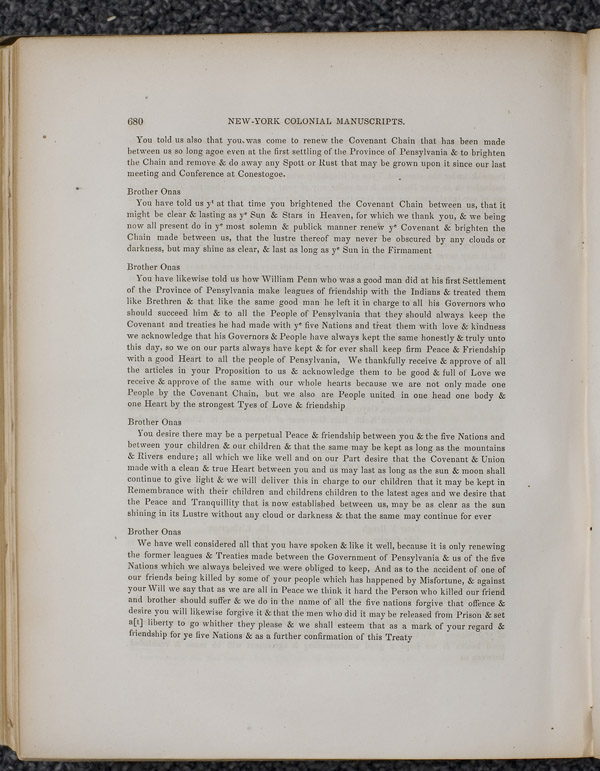 680 NEW-YORK COLONIAL MANUSCRIPTS.
You told us also that you was come to renew the Covenant Chain that has been made
between us so long agoe even at the first settling of the Province of Pensylvania & to brighten
the Chain and remove & do away any Spott or Rust that may be grown upon it since our last
meeting and Conference at Conestogoe.
Brother Onas
You have told us yᵗ at that time you brightened the Covenant Chain between us, that it
might be clear & lasting as yᵉ Sun & Stars in Heaven, for which we thank you, & we being
now all present do in yᵉ most solemn & publick manner renew yᵉ Covenant & brighten the
Chain made between us, that the lustre thereof may never be obscured by any clouds or
darkness, but may shine as clear, & last as long as yᵉ Sun in the Firmament
Brother Onas
You have likewise told us how William Penn who was a good man did at his first Settlement
of the Province of Pensylvania make leagues of friendship with the Indians & treated them
like Brethren & that like the same good man he left it in charge to all his Governors who
should succeed him & to all the People of Pensylvania that they should always keep the
Covenant and treaties he had made with yᵉ five Nations and treat them with love & kindness
we acknowledge that his Governors & People have always kept the same honestly & truly unto
this day, so we on our parts always have kept & for ever shall keep firm Peace & Friendship
with a good Heart to all the people of Pensylvania, We thankfully receive & approve of all
the articles in your Proposition to us & acknowledge them to be good & full of Love we
receive & approve of the same with our whole hearts because we are not only made one
People by the Covenant Chain, but we also are People united in one head one body &
one Heart by the strongest Tyes of Love & friendship
Brother Onas
You desire there may be a perpetual Peace & friendship between you & the five Nations and
between your children & our children & that the same may be kept as long as the mountains
& Rivers endure; all which we like well and on our Part desire that the Covenant & Union
made with a clean & true Heart between you and us may last as long as the sun & moon shall
continue to give light & we will deliver this in charge to our children that it may be kept in
Remembrance with their children and childrens children to the latest ages and we desire that
the Peace and Tranquillity that is now established between us, may be as clear as the sun
shining in its Lustre without any cloud or darkness & that the same may continue for ever
Brother Onas
We have well considered all that you have spoken & like it well, because it is only renewing
the former leagues & Treaties made between the Government of Pensylvania & us of the five
Nations which we always beleived we were obliged to keep, And as to the accident of one of
our friends being killed by some of your people which has happened by Misfortune, & against
your Will we say that as we are all in Peace we think it hard the Person who killed our friend
and brother should suffer & we do in the name of all the five nations forgive that offence &
desire you will likewise forgive it & that the men who did it may be released from Prison & set
a[t] liberty to go whither they please & we shall esteem that as a mark of your regard &
friendship for ye five Nations & as a further confirmation of this Treaty